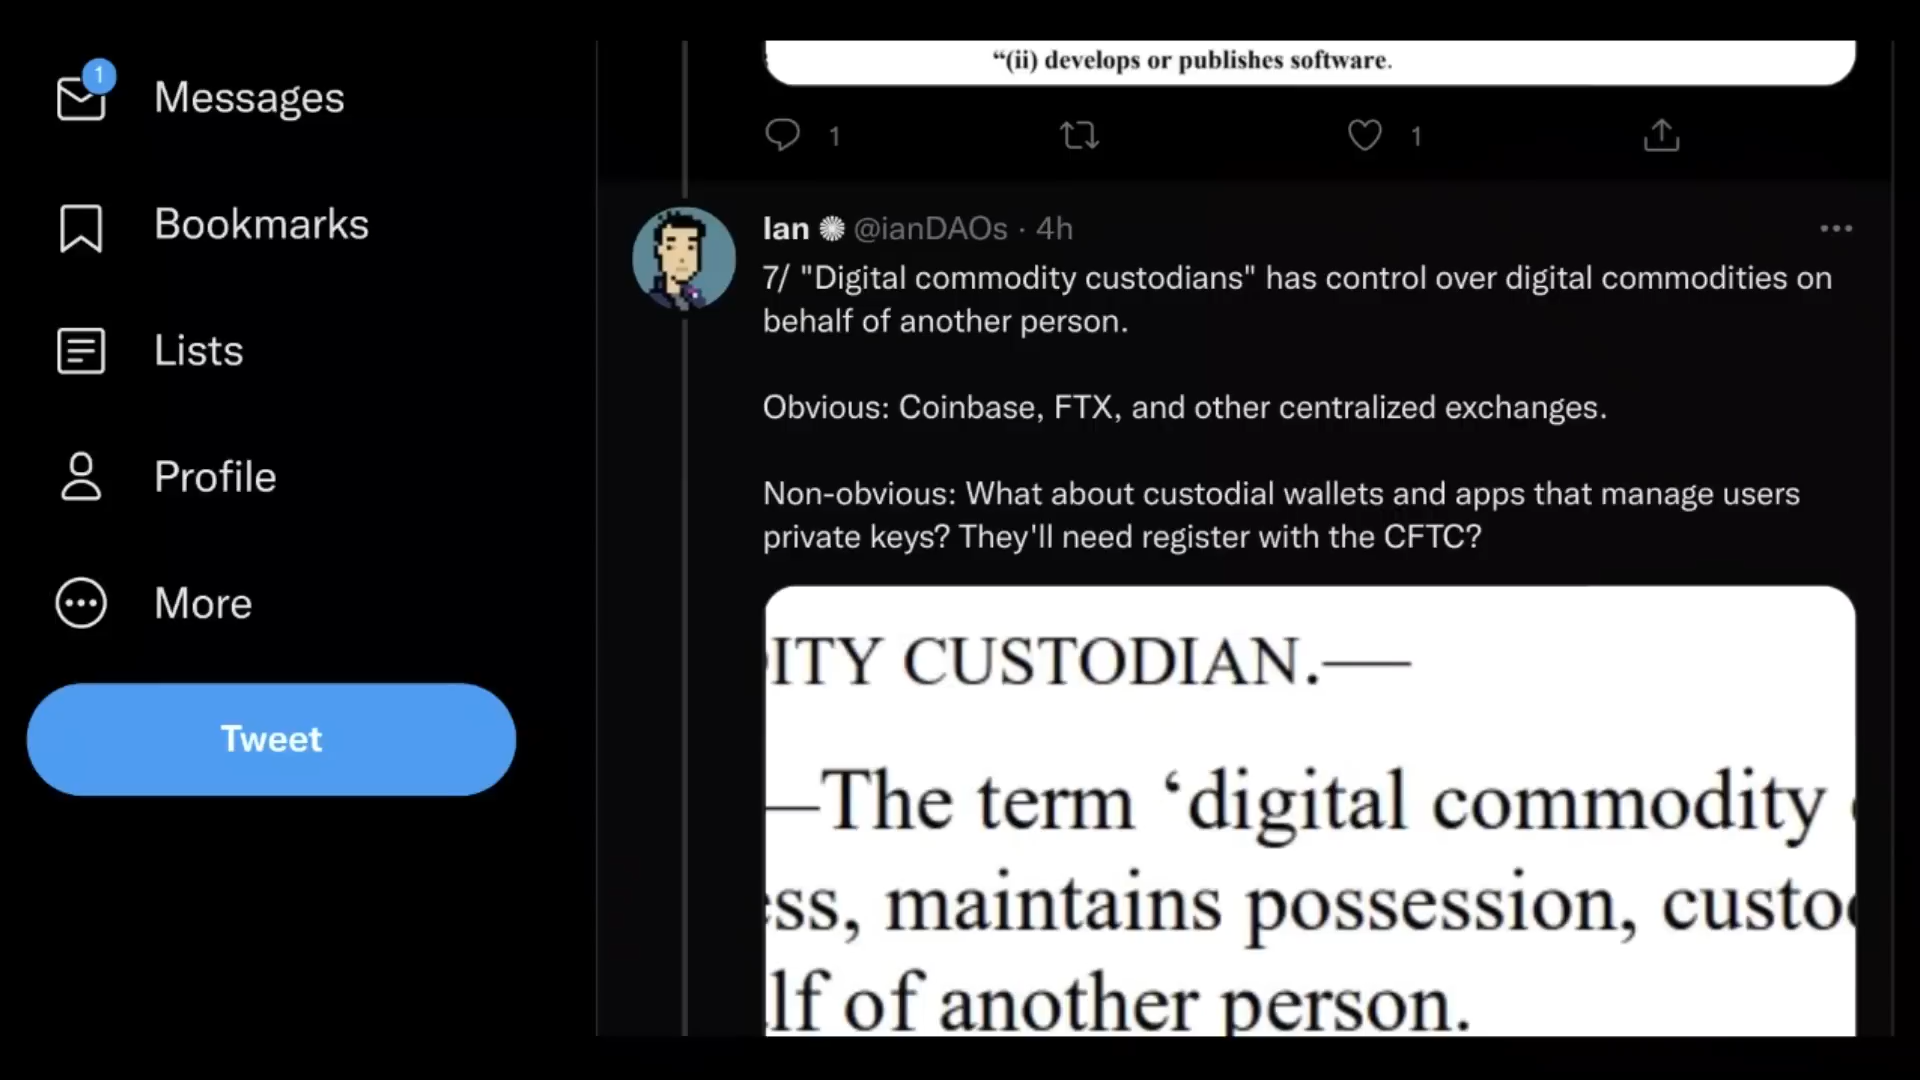 1
Messages
Bookmarks
Lists
Profile
More
Tweet
“(ii) develops or publishes software.
1
1
Ian @ianDAOs · 4h
7/ "Digital commodity custodians" has control over digital commodities on
behalf of another person.
Obvious: Coinbase, FTX, and other centralized exchanges.
Non-obvious: What about custodial wallets and apps that manage users
private keys? They'll need register with the CFTC?
ITY CUSTODIAN.—
—The term ‘digital commodity
ss, maintains possession, custo
lf of another person.